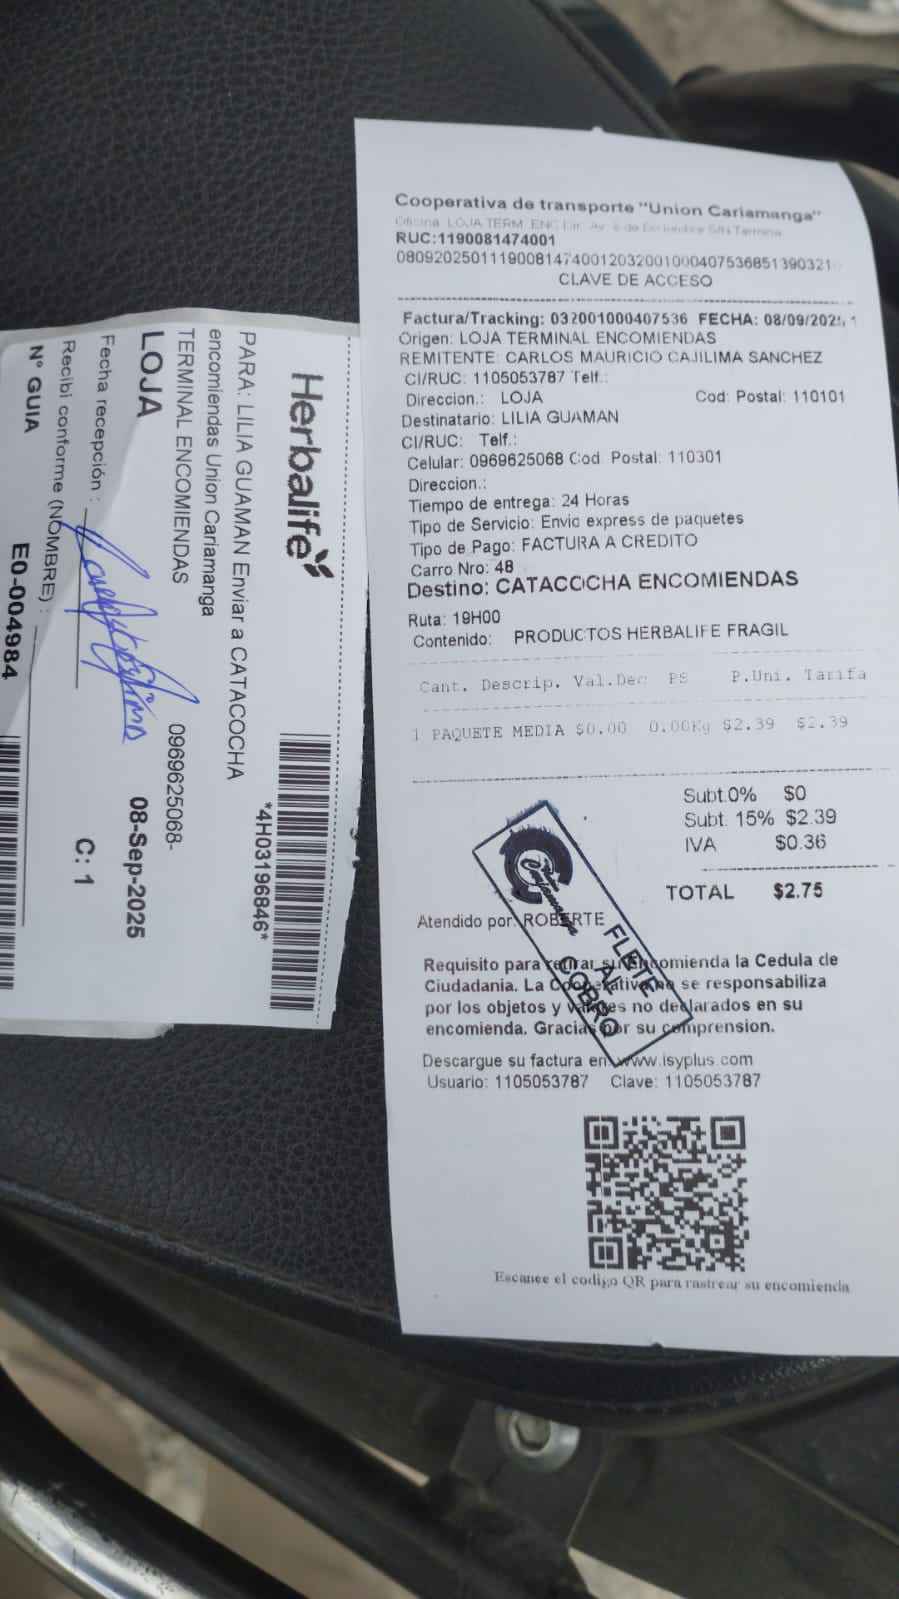 Cooperativa de transporte "Union Cariamanga"
Oficina: LOJA TERM. ENC Dir.: Av.
RUC:1190081474001
CLAVE DE ACCESO
Factura/Tracking: 032001000407536 FECHA: 08/09/2025
Origen: LOJA TERMINAL ENCOMIENDAS
REMITENTE: CARLOS MAURICIO CAJILIMA SANCHEZ
CI/RUC: 1105053787 Telf.:
Direccion.: LOJA Cod. Postal: 110101
Destinatario: LILIA GUAMAN
CI/RUC: Telf.:
Celular: 0969625068 Cod. Postal: 110301
Direccion.:
Tiempo de entrega: 24 Horas
Tipo de Servicio: Envio express de paquetes
Tipo de Pago: FACTURA A CREDITO
Carro Nro: 48
Destino: CATACOCHA ENCOMIENDAS
Ruta: 19H00
Contenido: PRODUCTOS HERBALIFE FRAGIL
Cant. Descrip. Val.Dec PS P.Uni. Tarifa
1 PAQUETE MEDIA $0.00 0.00Kg $2.39 $2.39
Subt.0% $0
Subt. 15% $2.39
IVA $0.36
TOTAL $2.75
Atendido por: ROBERTE
Requisito para retirar su encomienda la Cedula de
Ciudadania. La Cooperativa no se responsabiliza
por los objetos y valores no declarados en su
encomienda. Gracias por su comprension.
Descargue su factura en: www.isyplus.com
Usuario: 1105053787 Clave: 1105053787
Escanee el codigo QR para rastrear su encomienda
Cariamanga
FLETE
AL
COBRO
Herbalife
PARA: LILIA GUAMAN Enviar a CATACOCHA
encomiendas Union Cariamanga
TERMINAL ENCOMIENDAS 0969625068-
LOJA 08-Sep-2025
Fecha recepción :
Recibi conforme (NOMBRE) : C: 1
N° GUIA E0-004984
*4H03196846*